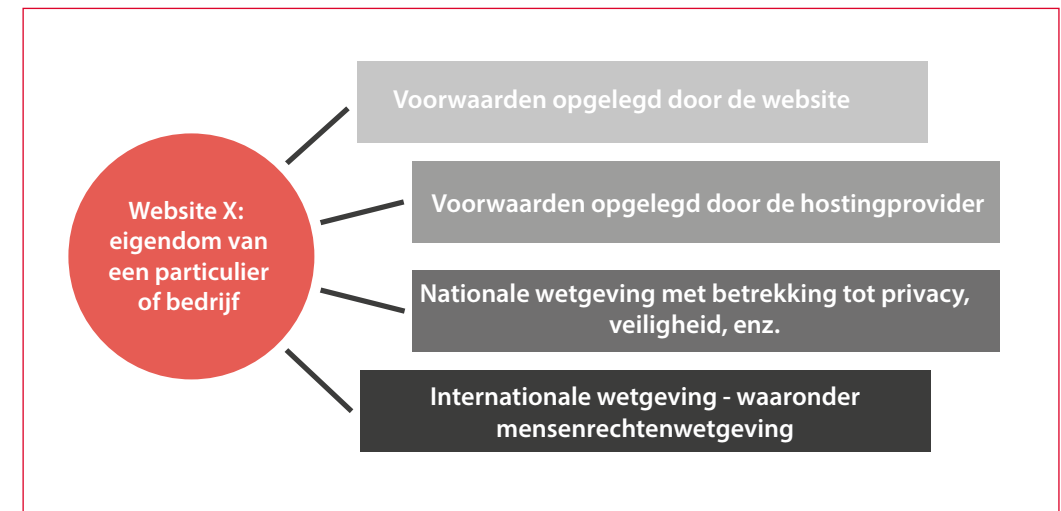 Website X:
eigendom van
een particulier
of bedrijf
Voorwaarden opgelegd door de website
Voorwaarden opgelegd door de hostingprovider
Nationale wetgeving met betrekking tot privacy,
veiligheid, enz.
Internationale wetgeving - waaronder
mensenrechtenwetgeving